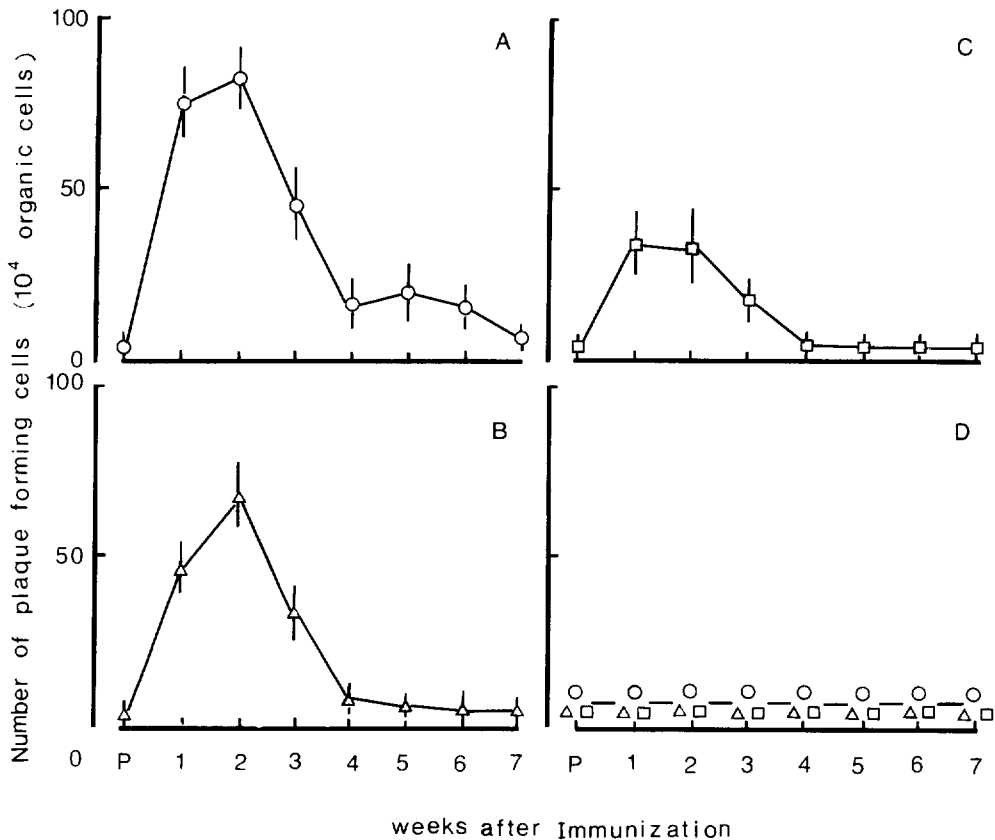 Number of plaque forming cells (10⁴ organic cells)
100
50
0
A
C
100
50
0
B
D
P 1 2 3 4 5 6 7
P 1 2 3 4 5 6 7
weeks after Immunization